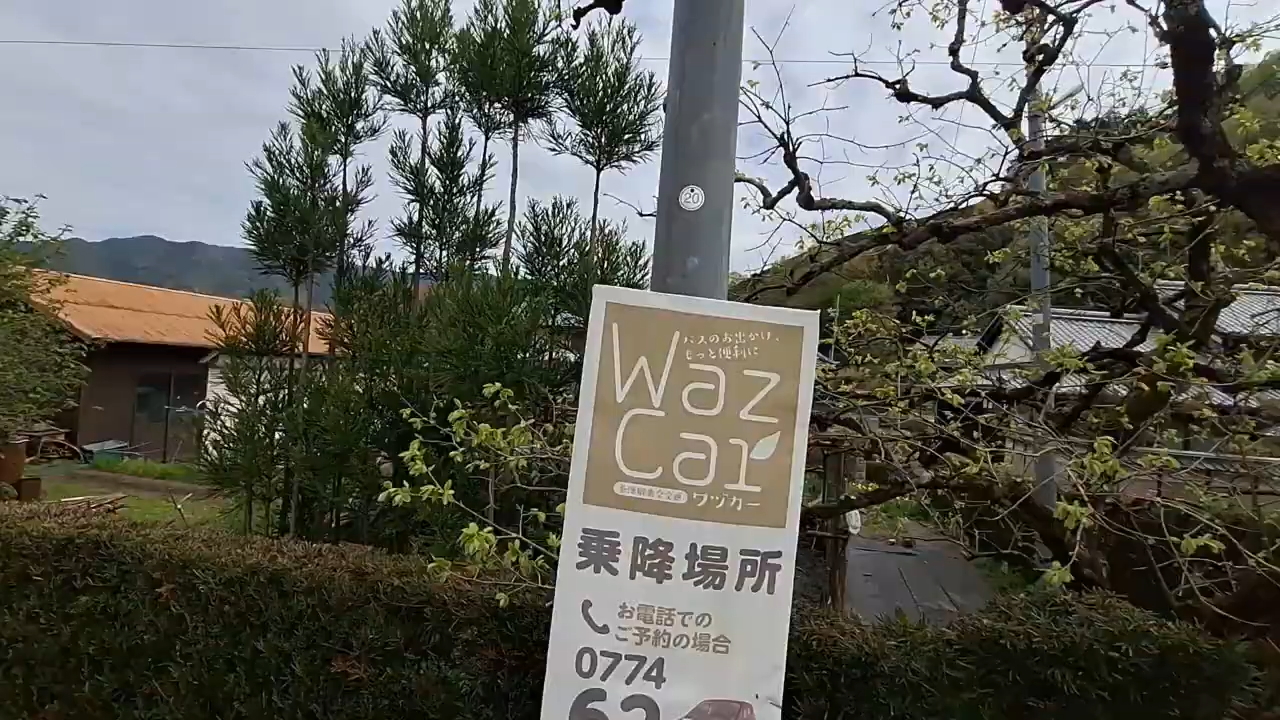 20
バスのお出かけ、
もっと便利に
Waz
Car
ワヅカー
乗降場所
お電話での
ご予約の場合
0774
62